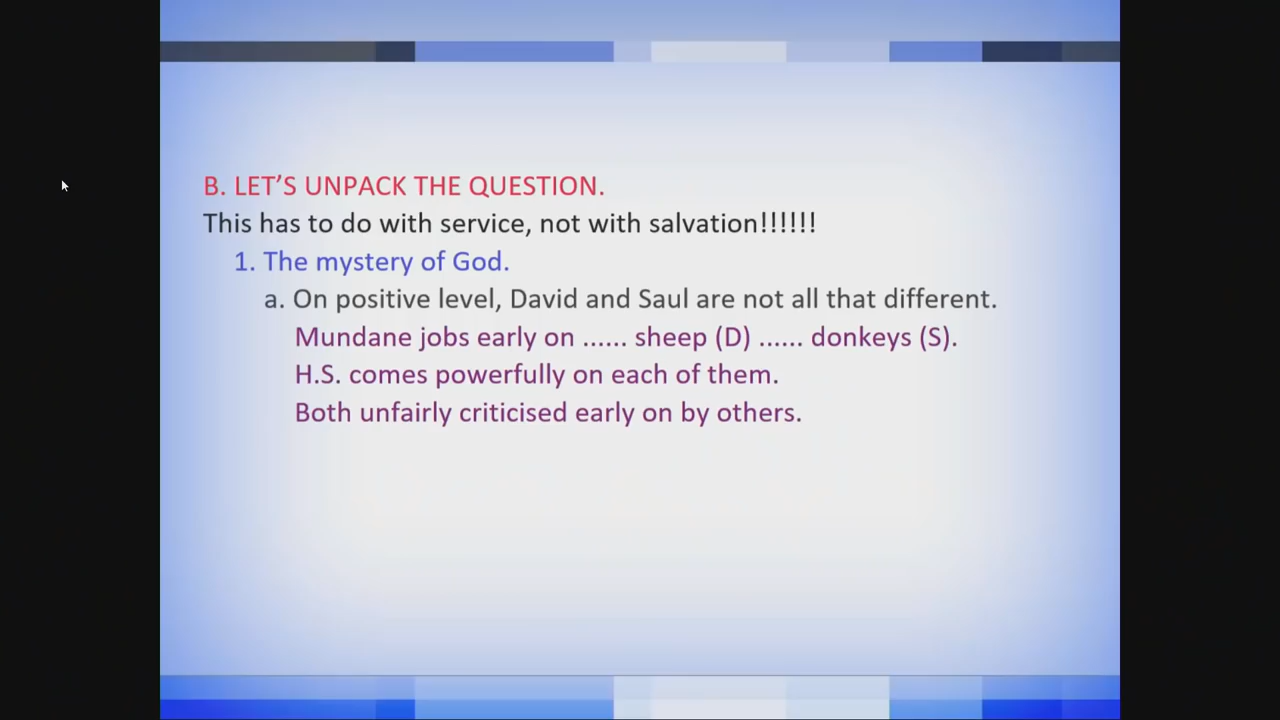 B. LET’S UNPACK THE QUESTION.
This has to do with service, not with salvation!!!!!!
1. The mystery of God.
a. On positive level, David and Saul are not all that different.
Mundane jobs early on ...... sheep (D) ...... donkeys (S).
H.S. comes powerfully on each of them.
Both unfairly criticised early on by others.